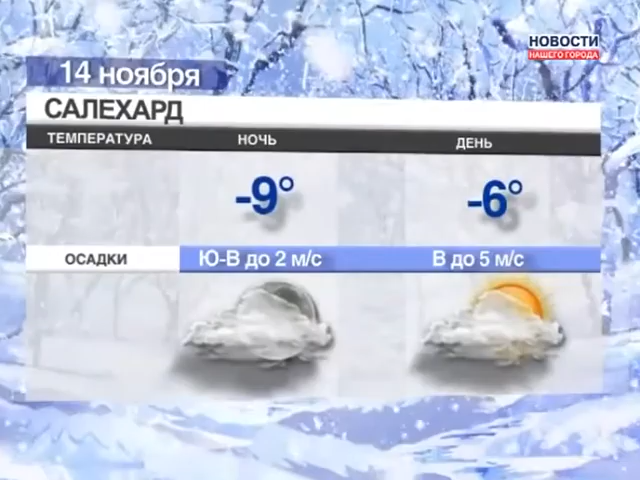 НОВОСТИ
НАШЕГО ГОРОДА
14 ноября
САЛЕХАРД
ТЕМПЕРАТУРА НОЧЬ ДЕНЬ
-9° -6°
ОСАДКИ Ю-В до 2 м/с В до 5 м/с